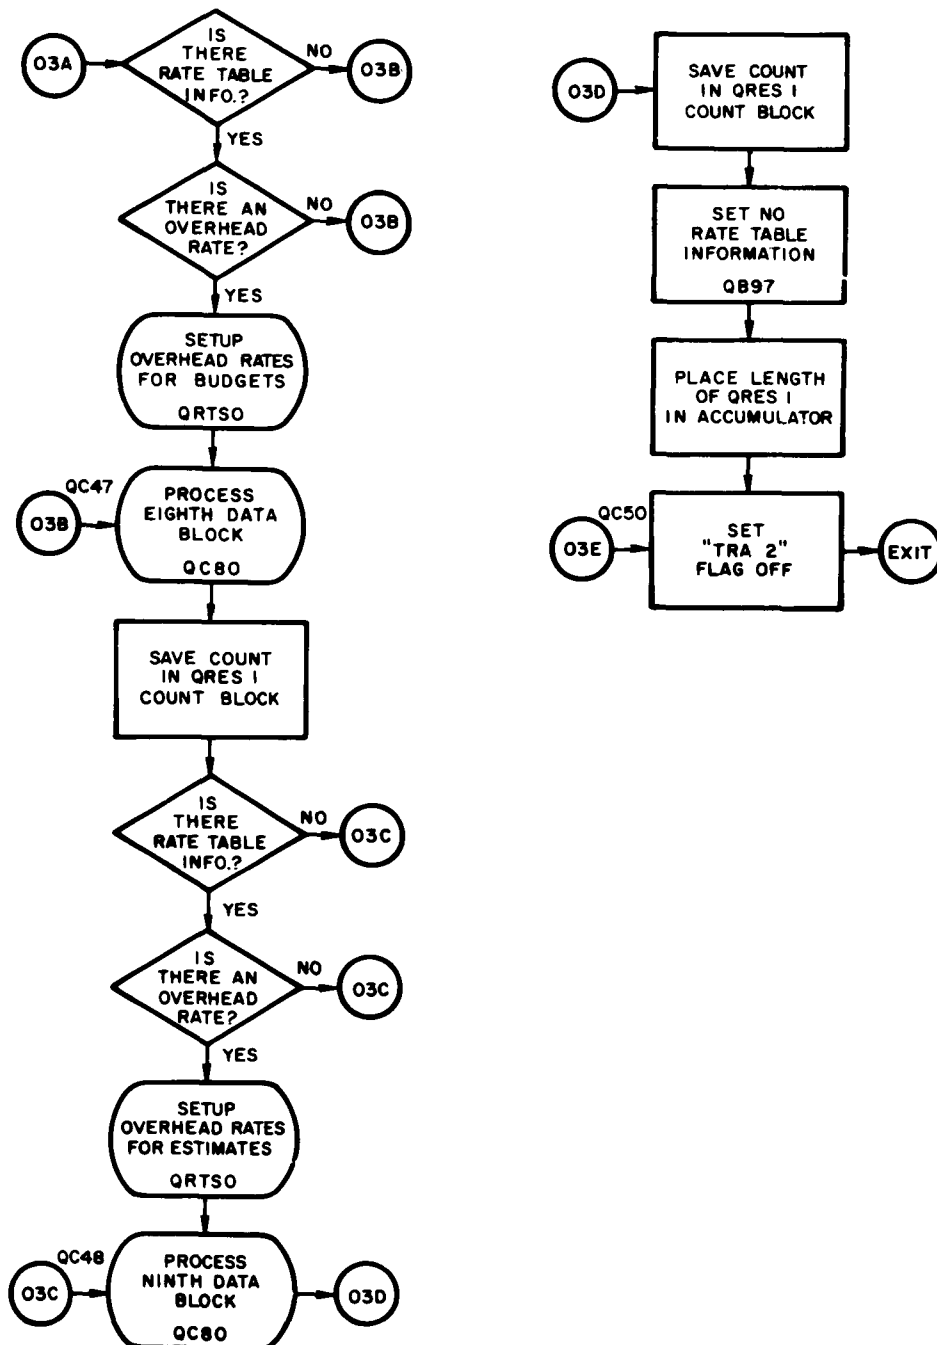 03A
IS
THERE
RATE TABLE
INFO.?
NO
03B
YES
IS
THERE AN
OVERHEAD
RATE?
NO
03B
YES
SETUP
OVERHEAD RATES
FOR BUDGETS
QRTSO
QC47
03B
PROCESS
EIGHTH DATA
BLOCK
QC80
SAVE COUNT
IN QRES I
COUNT BLOCK
IS
THERE
RATE TABLE
INFO.?
NO
03C
YES
IS
THERE AN
OVERHEAD
RATE?
NO
03C
YES
SETUP
OVERHEAD RATES
FOR ESTIMATES
QRTSO
QC48
03C
PROCESS
NINTH DATA
BLOCK
QC80
03D
03D
SAVE COUNT
IN QRES I
COUNT BLOCK
SET NO
RATE TABLE
INFORMATION
QB97
PLACE LENGTH
OF QRES I
IN ACCUMULATOR
QC50
03E
SET
"TRA 2"
FLAG OFF
EXIT